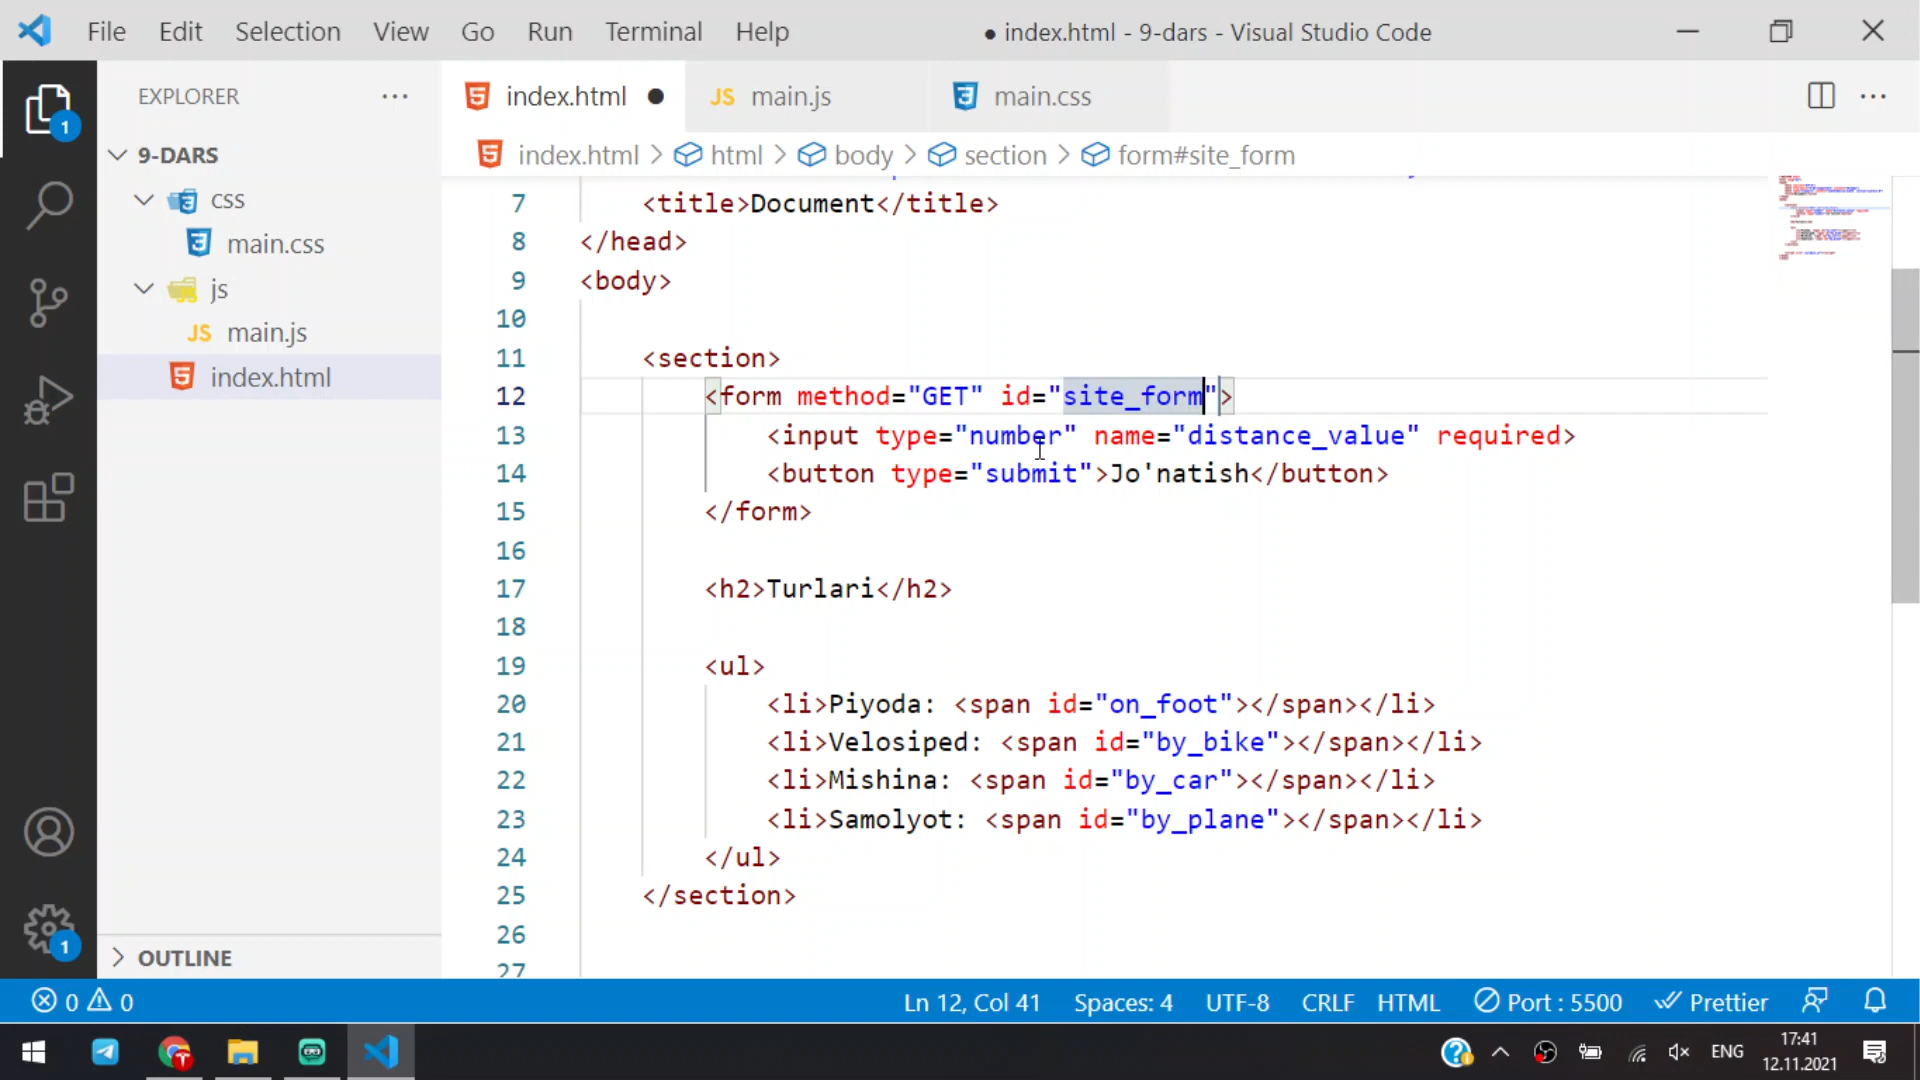 File Edit Selection View Go Run Terminal Help ● index.html - 9-dars - Visual Studio Code
EXPLORER
index.html ● JS main.js main.css
9-DARS
index.html > html > body > section > form#site_form
css
main.css
js
JS main.js
index.html
OUTLINE
7 <title>Document</title>
8 </head>
9 <body>
10
11 <section>
12 <form method="GET" id="site_form">
13 <input type="number" name="distance_value" required>
14 <button type="submit">Jo'natish</button>
15 </form>
16
17 <h2>Turlari</h2>
18
19 <ul>
20 <li>Piyoda: <span id="on_foot"></span></li>
21 <li>Velosiped: <span id="by_bike"></span></li>
22 <li>Mishina: <span id="by_car"></span></li>
23 <li>Samolyot: <span id="by_plane"></span></li>
24 </ul>
25 </section>
26
27
1
1
0 0 Ln 12, Col 41 Spaces: 4 UTF-8 CRLF HTML Port : 5500 Prettier
ENG 17:41
12.11.2021